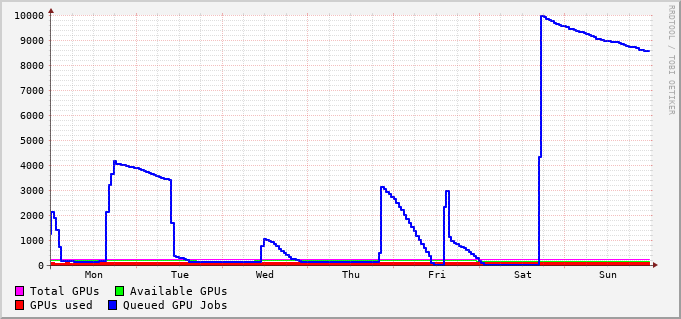 10000
9000
8000
7000
6000
5000
4000
3000
2000
1000
0
Mon Tue Wed Thu Fri Sat Sun
Total GPUs Available GPUs
GPUs used Queued GPU Jobs
RRDTOOL / TOBI OETIKER